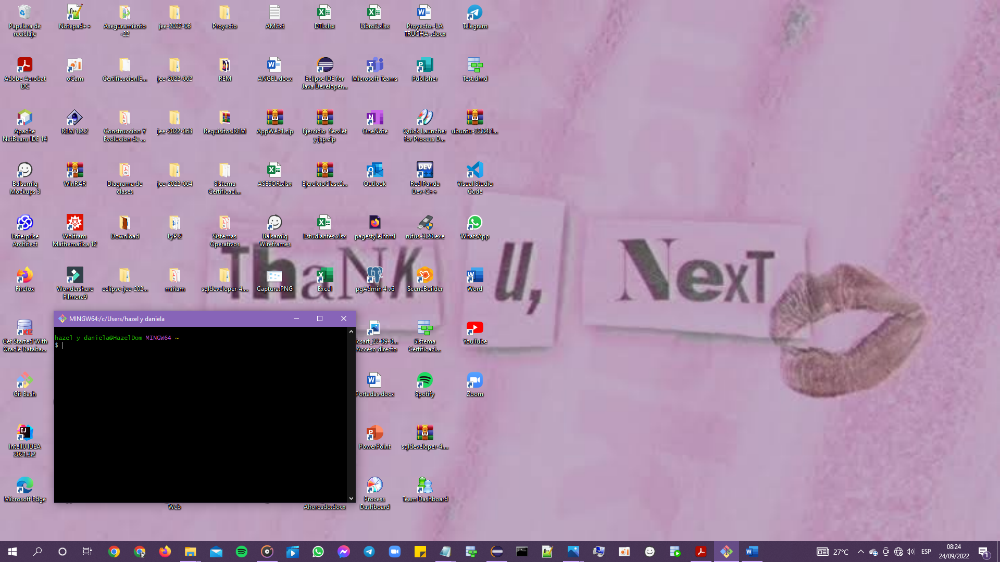 Papelera de
reciclaje
Notepad++
Aseguramiento
-22
jee-2022-06
Proyecto
AM.txt
DTI.xlsx
Libro2.xlsx
Proyecto.-LA
TRUCHA-.docx
Telegram
Adobe Acrobat
DC
oCam
CertificacionIE...
jee-2022-062
REM
ANGEL.docx
Eclipse IDE for
Java Developer...
Microsoft Teams
Publisher
Test.dmd
Apache
NetBeans IDE 14
REM 1.2.2
Construccion Y
Evolucion de ...
jee-2022-063
Requisitos.REM
AppWeb1.zip
Ejercicio Servlet
y jsp.zip
OneNote
Quick Launcher
for Process D...
ubuntu-22.04.1...
Balsamiq
Mockups 3
WinRAR
Diagrama de
clases
jee-2022-064
Sistema
Certificaci...
ASESOR.xlsx
EjercicioClase5...
Outlook
Red Panda
Dev-C++
Visual Studio
Code
Enterprise
Architect
Wolfram
Mathematica 12
Download
LyP.2
Sistemas
Operativos
Balsamiq
Wireframes
Estudiantes.xlsx
pagestyle.html
rufus-3.20.exe
WhatsApp
Firefox
Wondershare
Filmora9
eclipse-jee-202...
miriam
sqldeveloper-4....
Captura.PNG
Excel
pgAdmin 4 v6
SceneBuilder
Word
ThaNK U, NexT
MINGW64:/c/Users/hazel y daniela
hazel y daniela@HazelDom MINGW64 ~
$
Get Started With
Oracle Databa...
icsart_22-09-0...
Acceso directo
Sistema
Certificaci...
YouTube
Git Bash
Portadas.docx
Spotify
Zoom
IntelliJ IDEA
2021.3.2
PowerPoint
sqldeveloper-4....
Microsoft Edge
Web
Ahorcado.docx
Process
Dashboard
Team Dashboard
27°C
ESP
08:24
24/09/2022
1